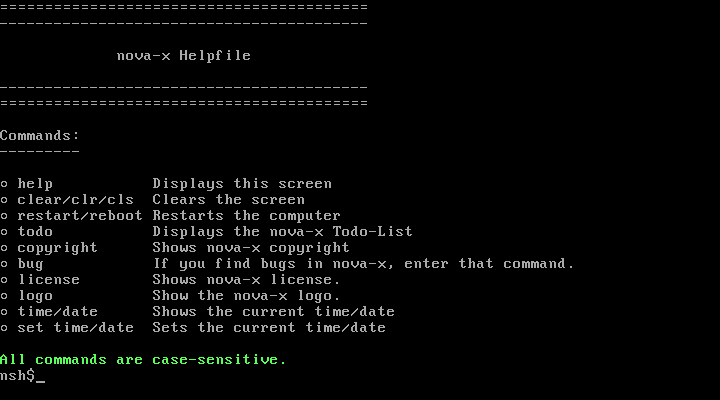 =========================================
-----------------------------------------
nova-x Helpfile
-----------------------------------------
=========================================
Commands:
---------
o help Displays this screen
o clear/clr/cls Clears the screen
o restart/reboot Restarts the computer
o todo Displays the nova-x Todo-List
o copyright Shows nova-x copyright
o bug If you find bugs in nova-x, enter that command.
o license Shows nova-x license.
o logo Show the nova-x logo.
o time/date Shows the current time/date
o set time/date Sets the current time/date
All commands are case-sensitive.
nsh$_